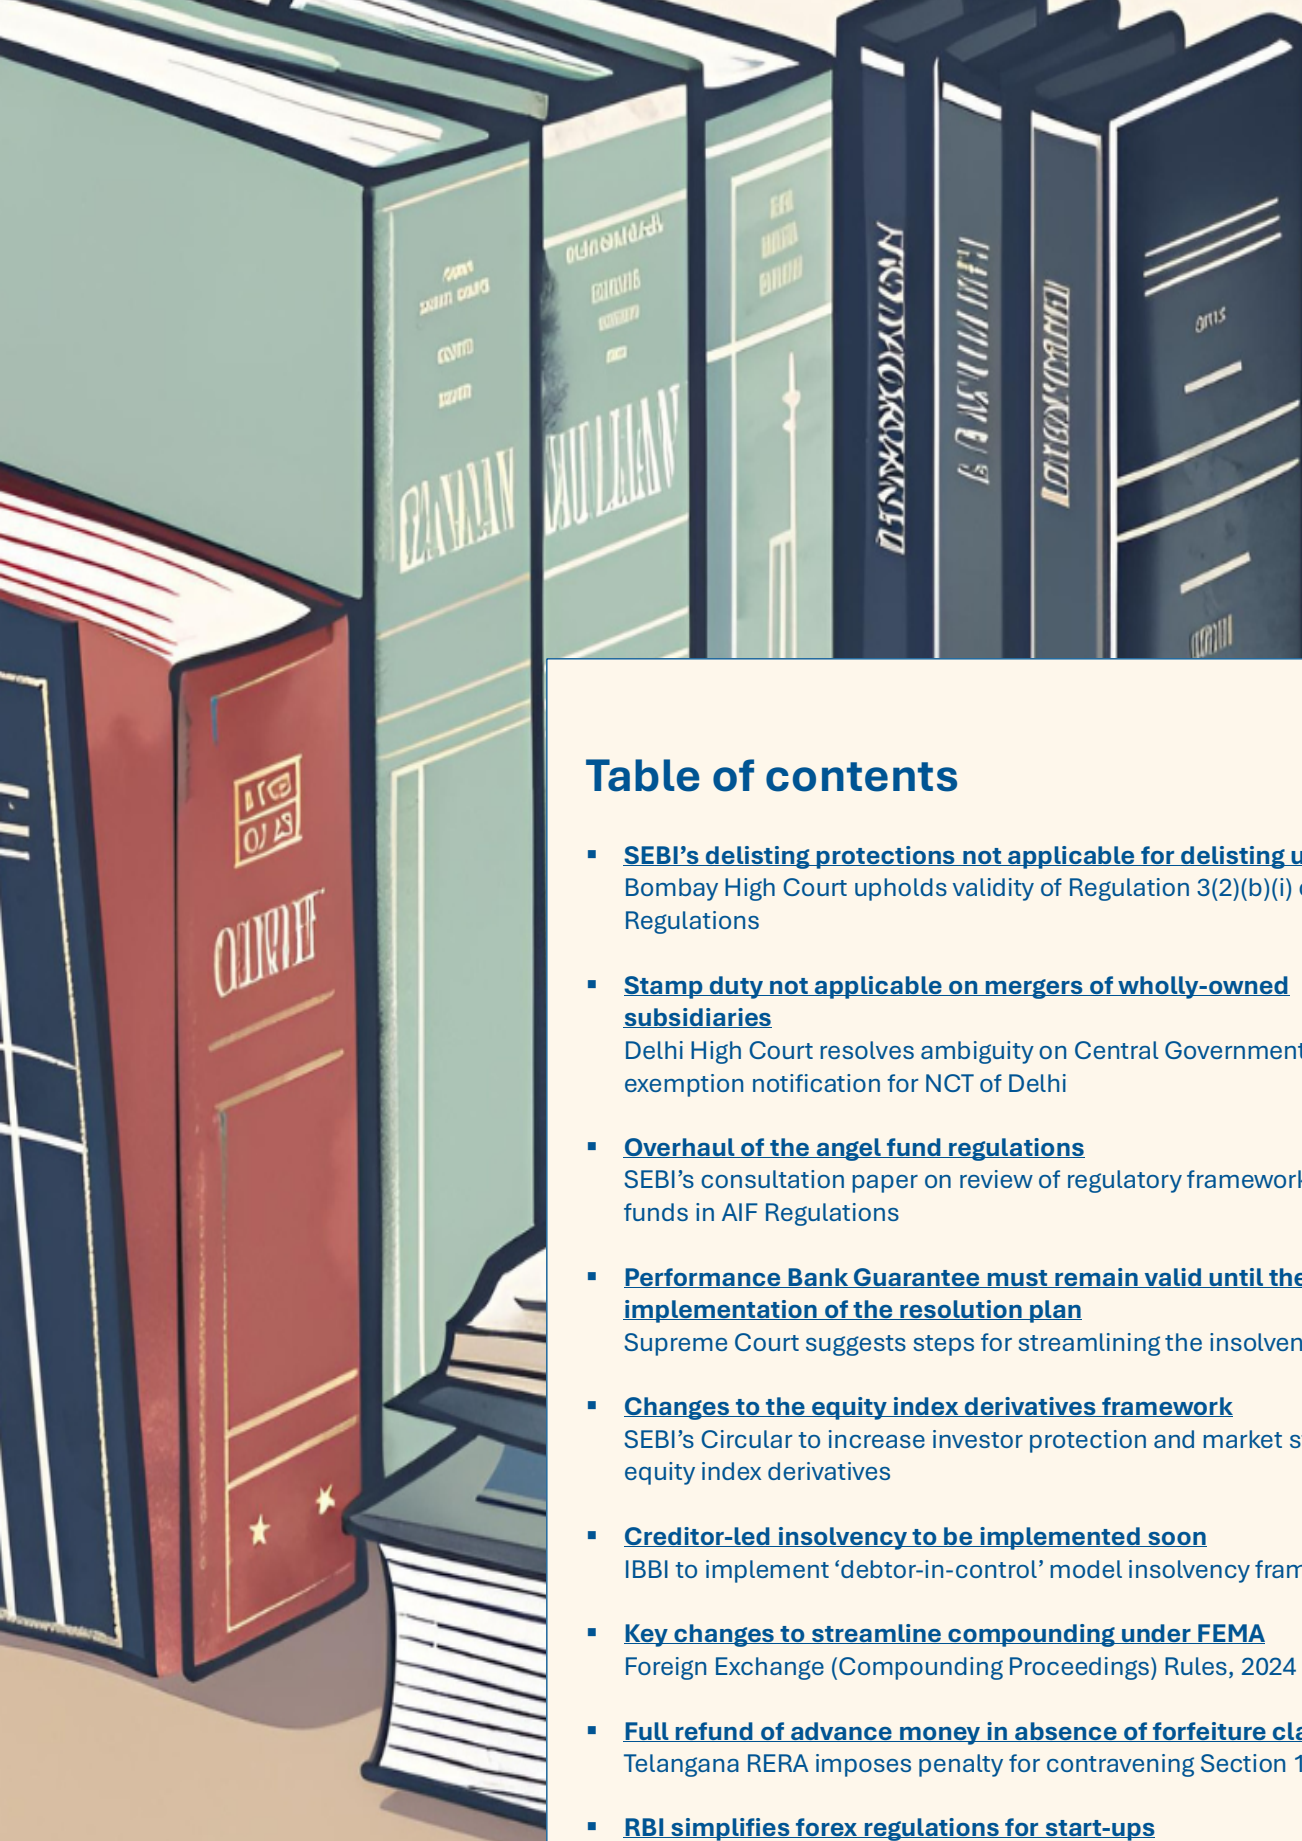 Table of contents
▪ SEBI’s delisting protections not applicable for delisting u
Bombay High Court upholds validity of Regulation 3(2)(b)(i)
Regulations
▪ Stamp duty not applicable on mergers of wholly-owned
subsidiaries
Delhi High Court resolves ambiguity on Central Government
exemption notification for NCT of Delhi
▪ Overhaul of the angel fund regulations
SEBI’s consultation paper on review of regulatory framework
funds in AIF Regulations
▪ Performance Bank Guarantee must remain valid until the
implementation of the resolution plan
Supreme Court suggests steps for streamlining the insolven
▪ Changes to the equity index derivatives framework
SEBI’s Circular to increase investor protection and market s
equity index derivatives
▪ Creditor-led insolvency to be implemented soon
IBBI to implement ‘debtor-in-control’ model insolvency fram
▪ Key changes to streamline compounding under FEMA
Foreign Exchange (Compounding Proceedings) Rules, 2024
▪ Full refund of advance money in absence of forfeiture cla
Telangana RERA imposes penalty for contravening Section 1
▪ RBI simplifies forex regulations for start-ups